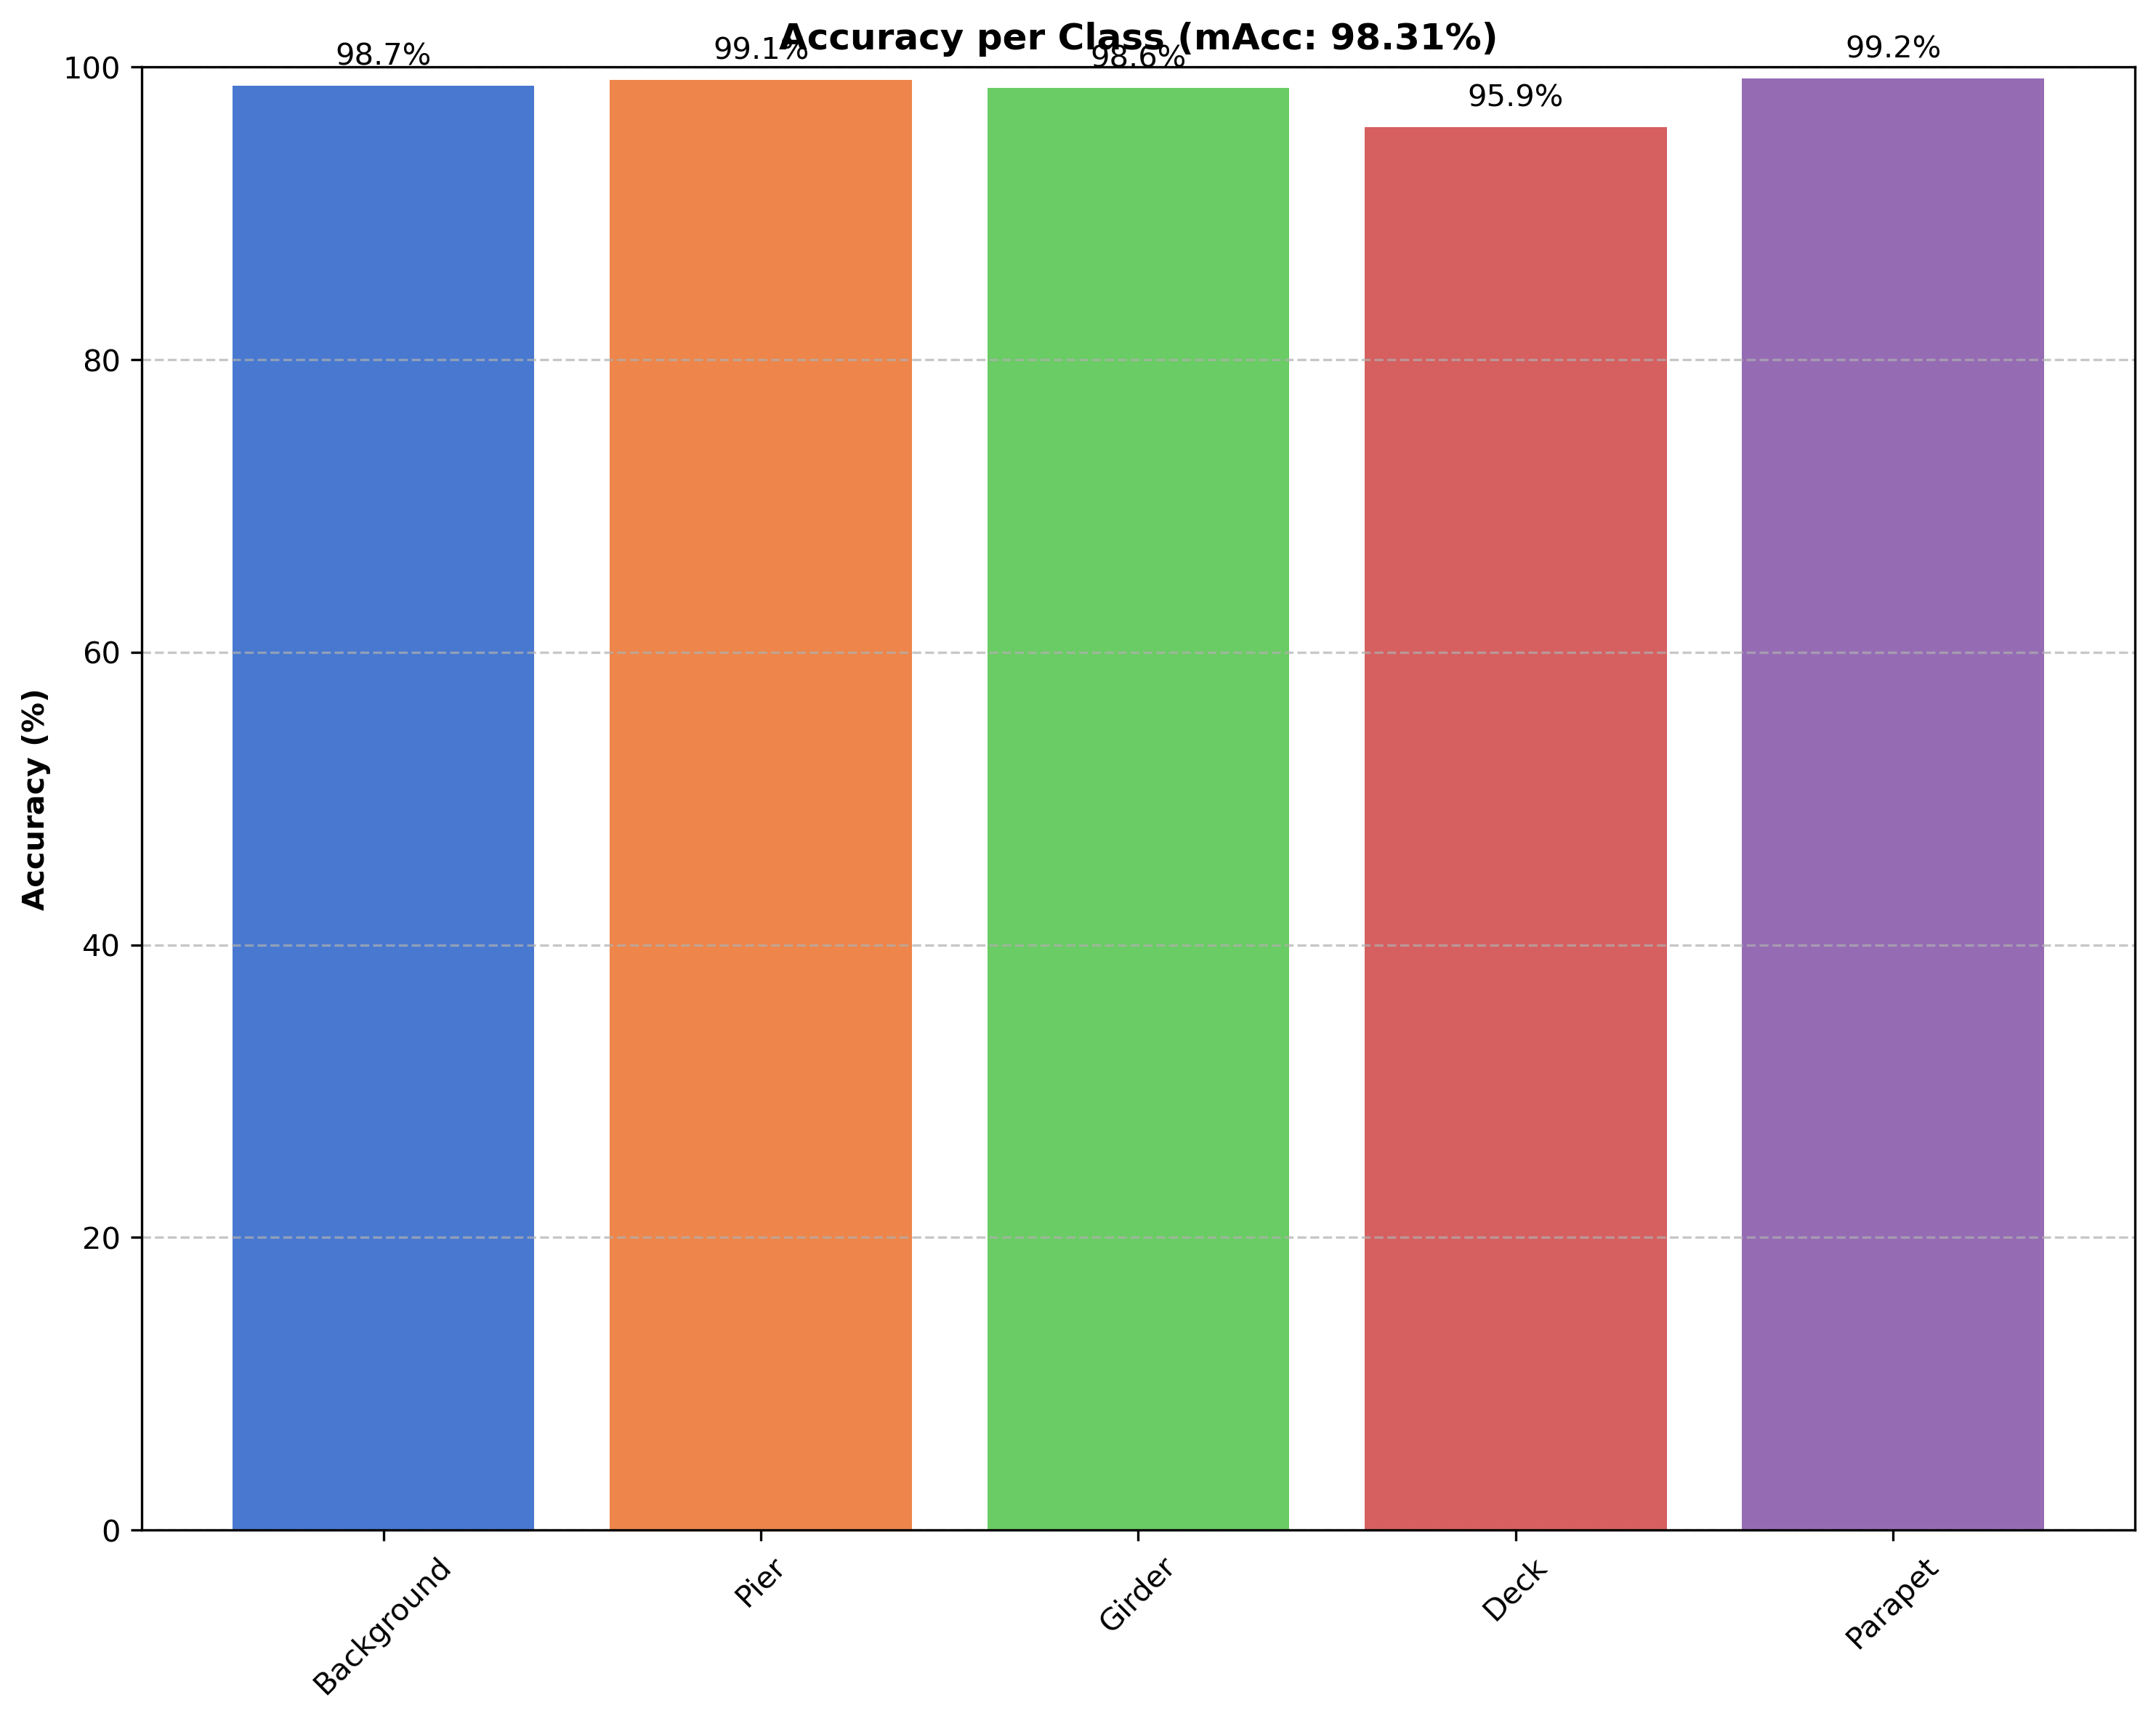 Accuracy per Class (mAcc: 98.31%)
98.7%
99.1%
98.6%
95.9%
99.2%
100
80
60
40
20
0
Accuracy (%)
Background
Pier
Girder
Deck
Parapet